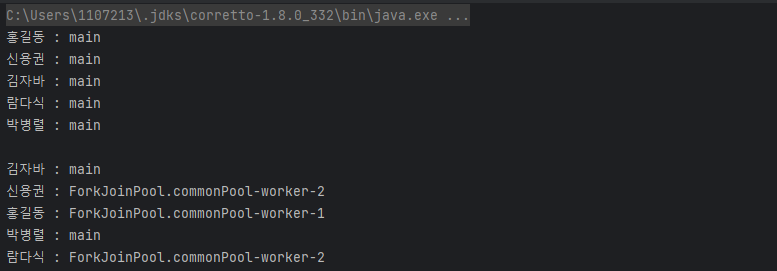 C:\Users\1107213\.jdks\corretto-1.8.0_332\bin\java.exe ...
홍길동 : main
신용권 : main
김자바 : main
람다식 : main
박병렬 : main
김자바 : main
신용권 : ForkJoinPool.commonPool-worker-2
홍길동 : ForkJoinPool.commonPool-worker-1
박병렬 : main
람다식 : ForkJoinPool.commonPool-worker-2